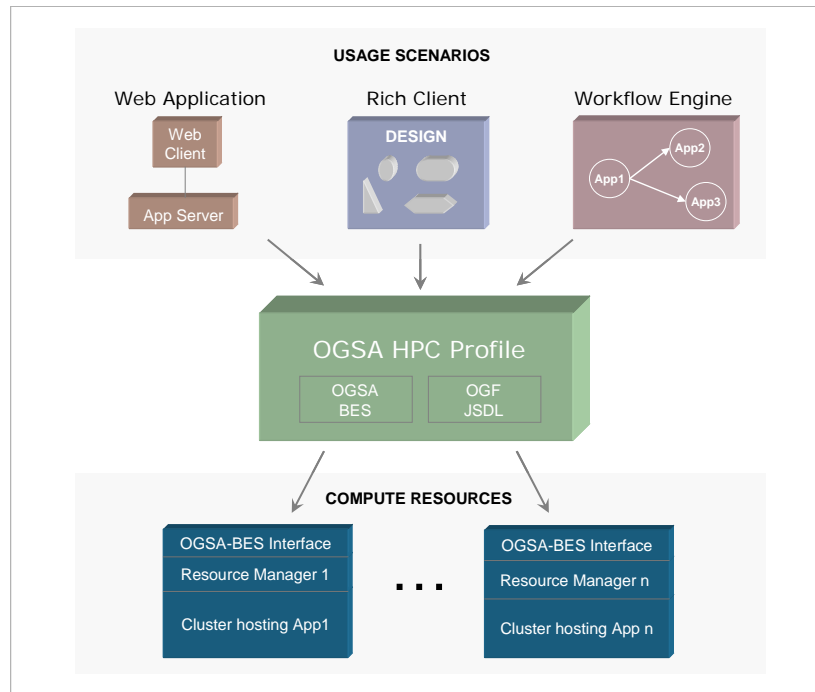 USAGE SCENARIOS
Web Application
Rich Client
Workflow Engine
Web
Client
App Server
DESIGN
App1
App2
App3
OGSA HPC Profile
OGSA
BES
OGF
JSDL
COMPUTE RESOURCES
OGSA-BES Interface
Resource Manager 1
Cluster hosting App1
...
OGSA-BES Interface
Resource Manager n
Cluster hosting App n